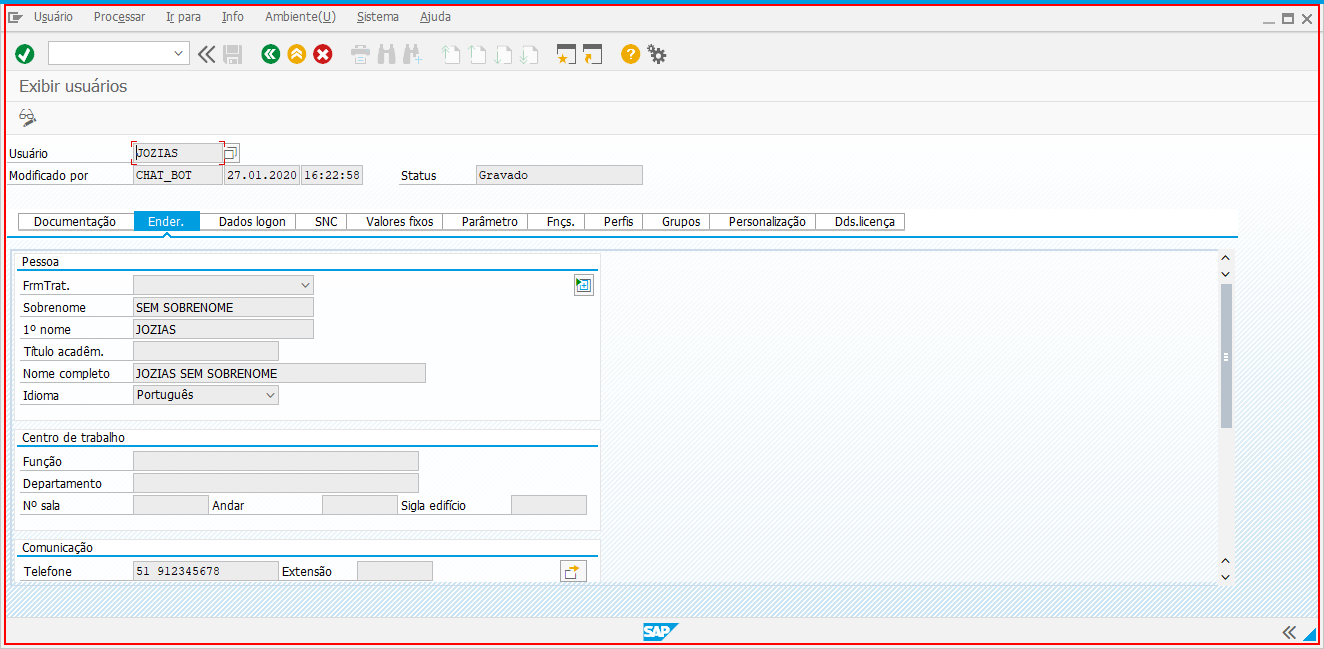 Usuário Processar Ir para Info Ambiente(U) Sistema Ajuda
Exibir usuários
Usuário JOZIAS
Modificado por CHAT_BOT 27.01.2020 16:22:58 Status Gravado
Documentação Ender. Dados logon SNC Valores fixos Parâmetro Fnçs. Perfis Grupos Personalização Dds.licença
Pessoa
FrmTrat.
Sobrenome SEM SOBRENOME
1º nome JOZIAS
Título acadêm.
Nome completo JOZIAS SEM SOBRENOME
Idioma Português
Centro de trabalho
Função
Departamento
Nº sala Andar Sigla edifício
Comunicação
Telefone 51 912345678 Extensão
SAP